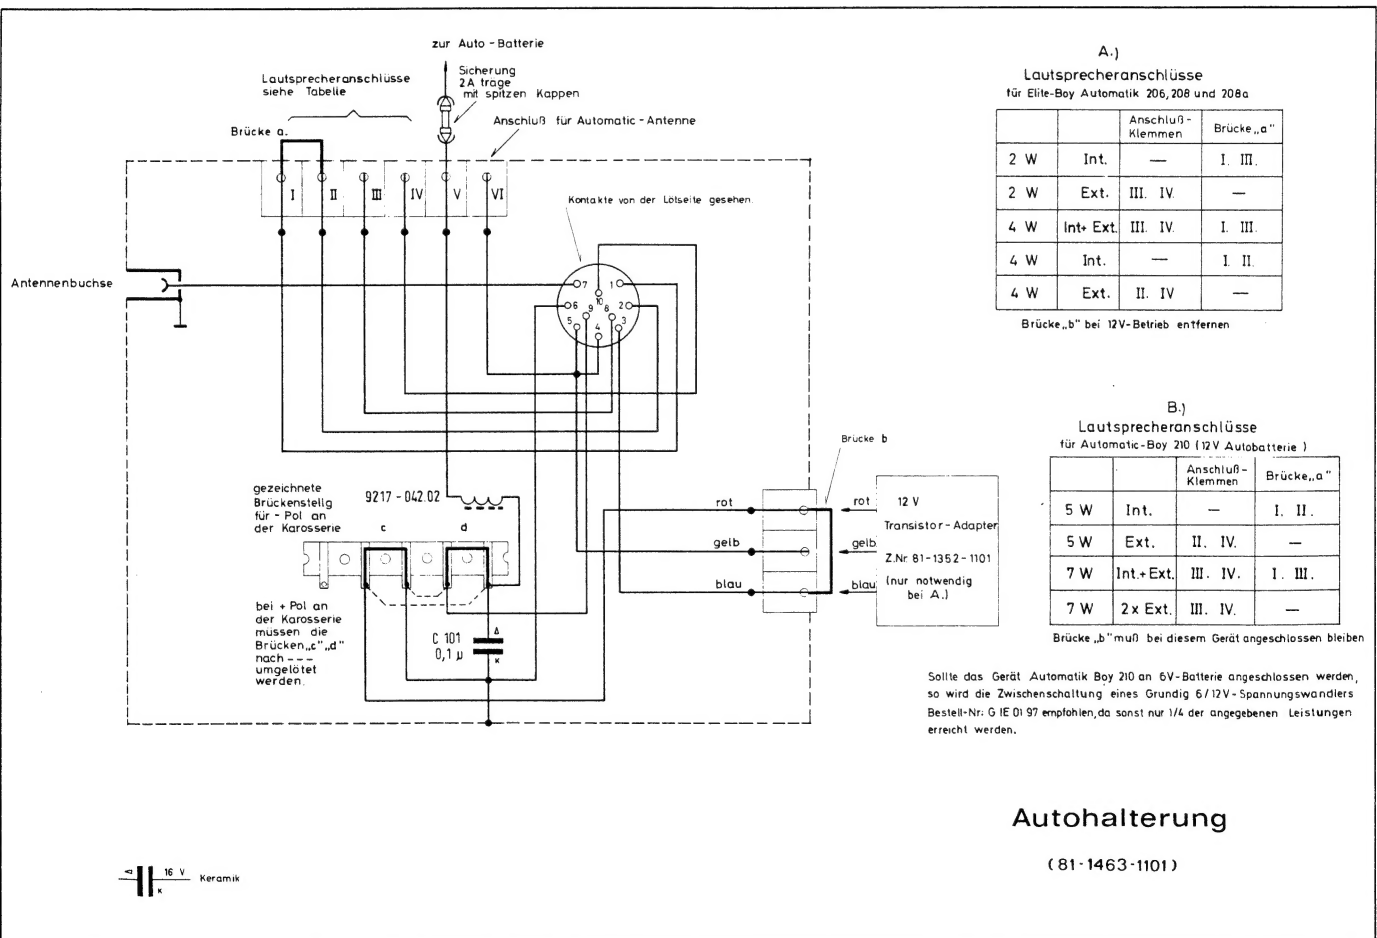 zur Auto - Batterie
Sicherung
2A träge
mit spitzen Kappen
Lautsprecheranschlüsse
siehe Tabelle
Anschluß für Automatic - Antenne
Brücke a.
I II III IV V VI
Kontakte von der Lötseite gesehen.
Antennenbuchse
7 1
10
6 9 8 2
5 4 3
gezeichnete
Brückenstellg
für - Pol an
der Karosserie
9217 - 042.02
c d
bei + Pol an
der Karosserie
müssen die
Brücken „c" „d"
nach - - -
umgelötet
werden.
C 101
0,1 µ
K
Brücke b
rot
gelb
blau
rot
gelb
blau
12 V
Transistor - Adapter
Z.Nr. 81-1352-1101
(nur notwendig
bei A.)
A.)
Lautsprecheranschlüsse
für Elite-Boy Automatik 206, 208 und 208a
Anschluß- Klemmen Brücke „a"
2 W Int. — I. III.
2 W Ext. III. IV. —
4 W Int+ Ext. III. IV. I. III.
4 W Int. — I. II.
4 W Ext. II. IV —
Brücke „b" bei 12V-Betrieb entfernen
B.)
Lautsprecheranschlüsse
für Automatic-Boy 210 (12V Autobatterie)
Anschluß- Klemmen Brücke „a"
5 W Int. — I. II.
5 W Ext. II. IV. —
7 W Int.+Ext. III. IV. I. III.
7 W 2x Ext. III. IV. —
Brücke „b" muß bei diesem Gerät angeschlossen bleiben
Sollte das Gerät Automatik Boy 210 an 6V-Batterie angeschlossen werden,
so wird die Zwischenschaltung eines Grundig 6/12V-Spannungswandlers
Bestell-Nr: G IE 01 97 empfohlen, da sonst nur 1/4 der angegebenen Leistungen
erreicht werden.
Autohalterung
(81-1463-1101)
16 V Keramik
K